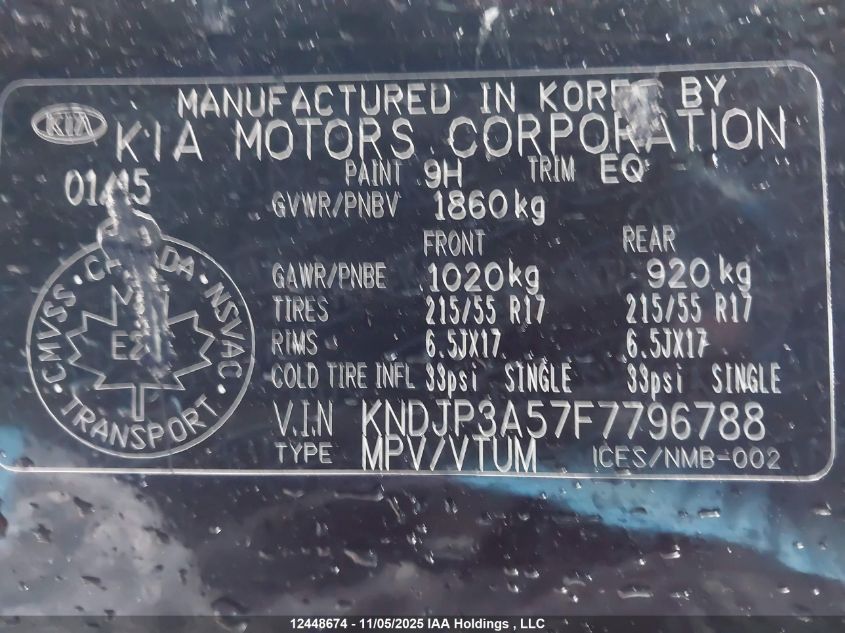 MANUFACTURED IN KOREA BY
KIA
KIA MOTORS CORPORATION
PAINT 9H TRIM EQ
GVWR/PNBV 1860kg
FRONT REAR
GAWR/PNBE 1020kg 920kg
TIRES 215/55 R17 215/55 R17
RIMS 6.5JX17 6.5JX17
COLD TIRE INFL 33psi SINGLE 33psi SINGLE
V.I.N KNDJP3A57F7796788
TYPE MPV/VTUM ICES/NMB-002
CMVSS · CANADA · NSVAC
· TRANSPORT ·
12448674 - 11/05/2025 IAA Holdings , LLC